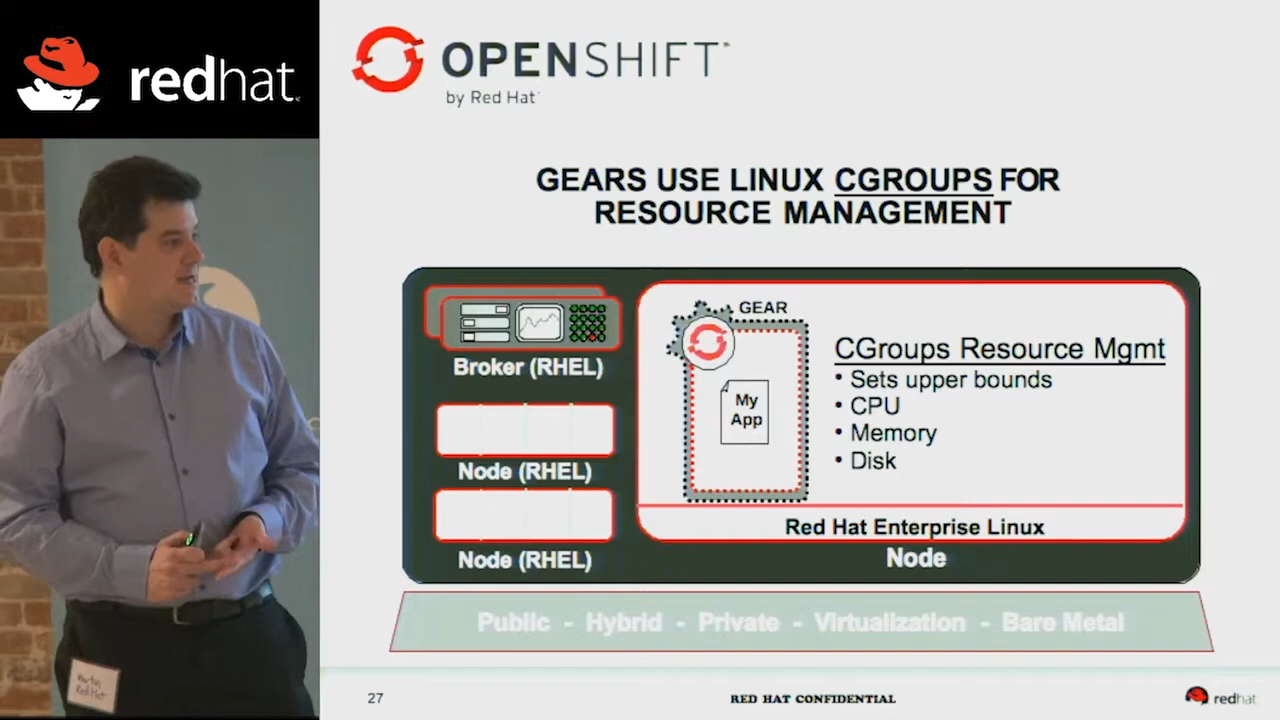 redhat.
OPENSHIFT
by Red Hat
GEARS USE LINUX CGROUPS FOR
RESOURCE MANAGEMENT
Broker (RHEL)
Node (RHEL)
Node (RHEL)
GEAR
My
App
CGroups Resource Mgmt
• Sets upper bounds
• CPU
• Memory
• Disk
Red Hat Enterprise Linux
Node
Public - Hybrid - Private - Virtualization - Bare Metal
Red Hat
27
RED HAT CONFIDENTIAL
redhat.